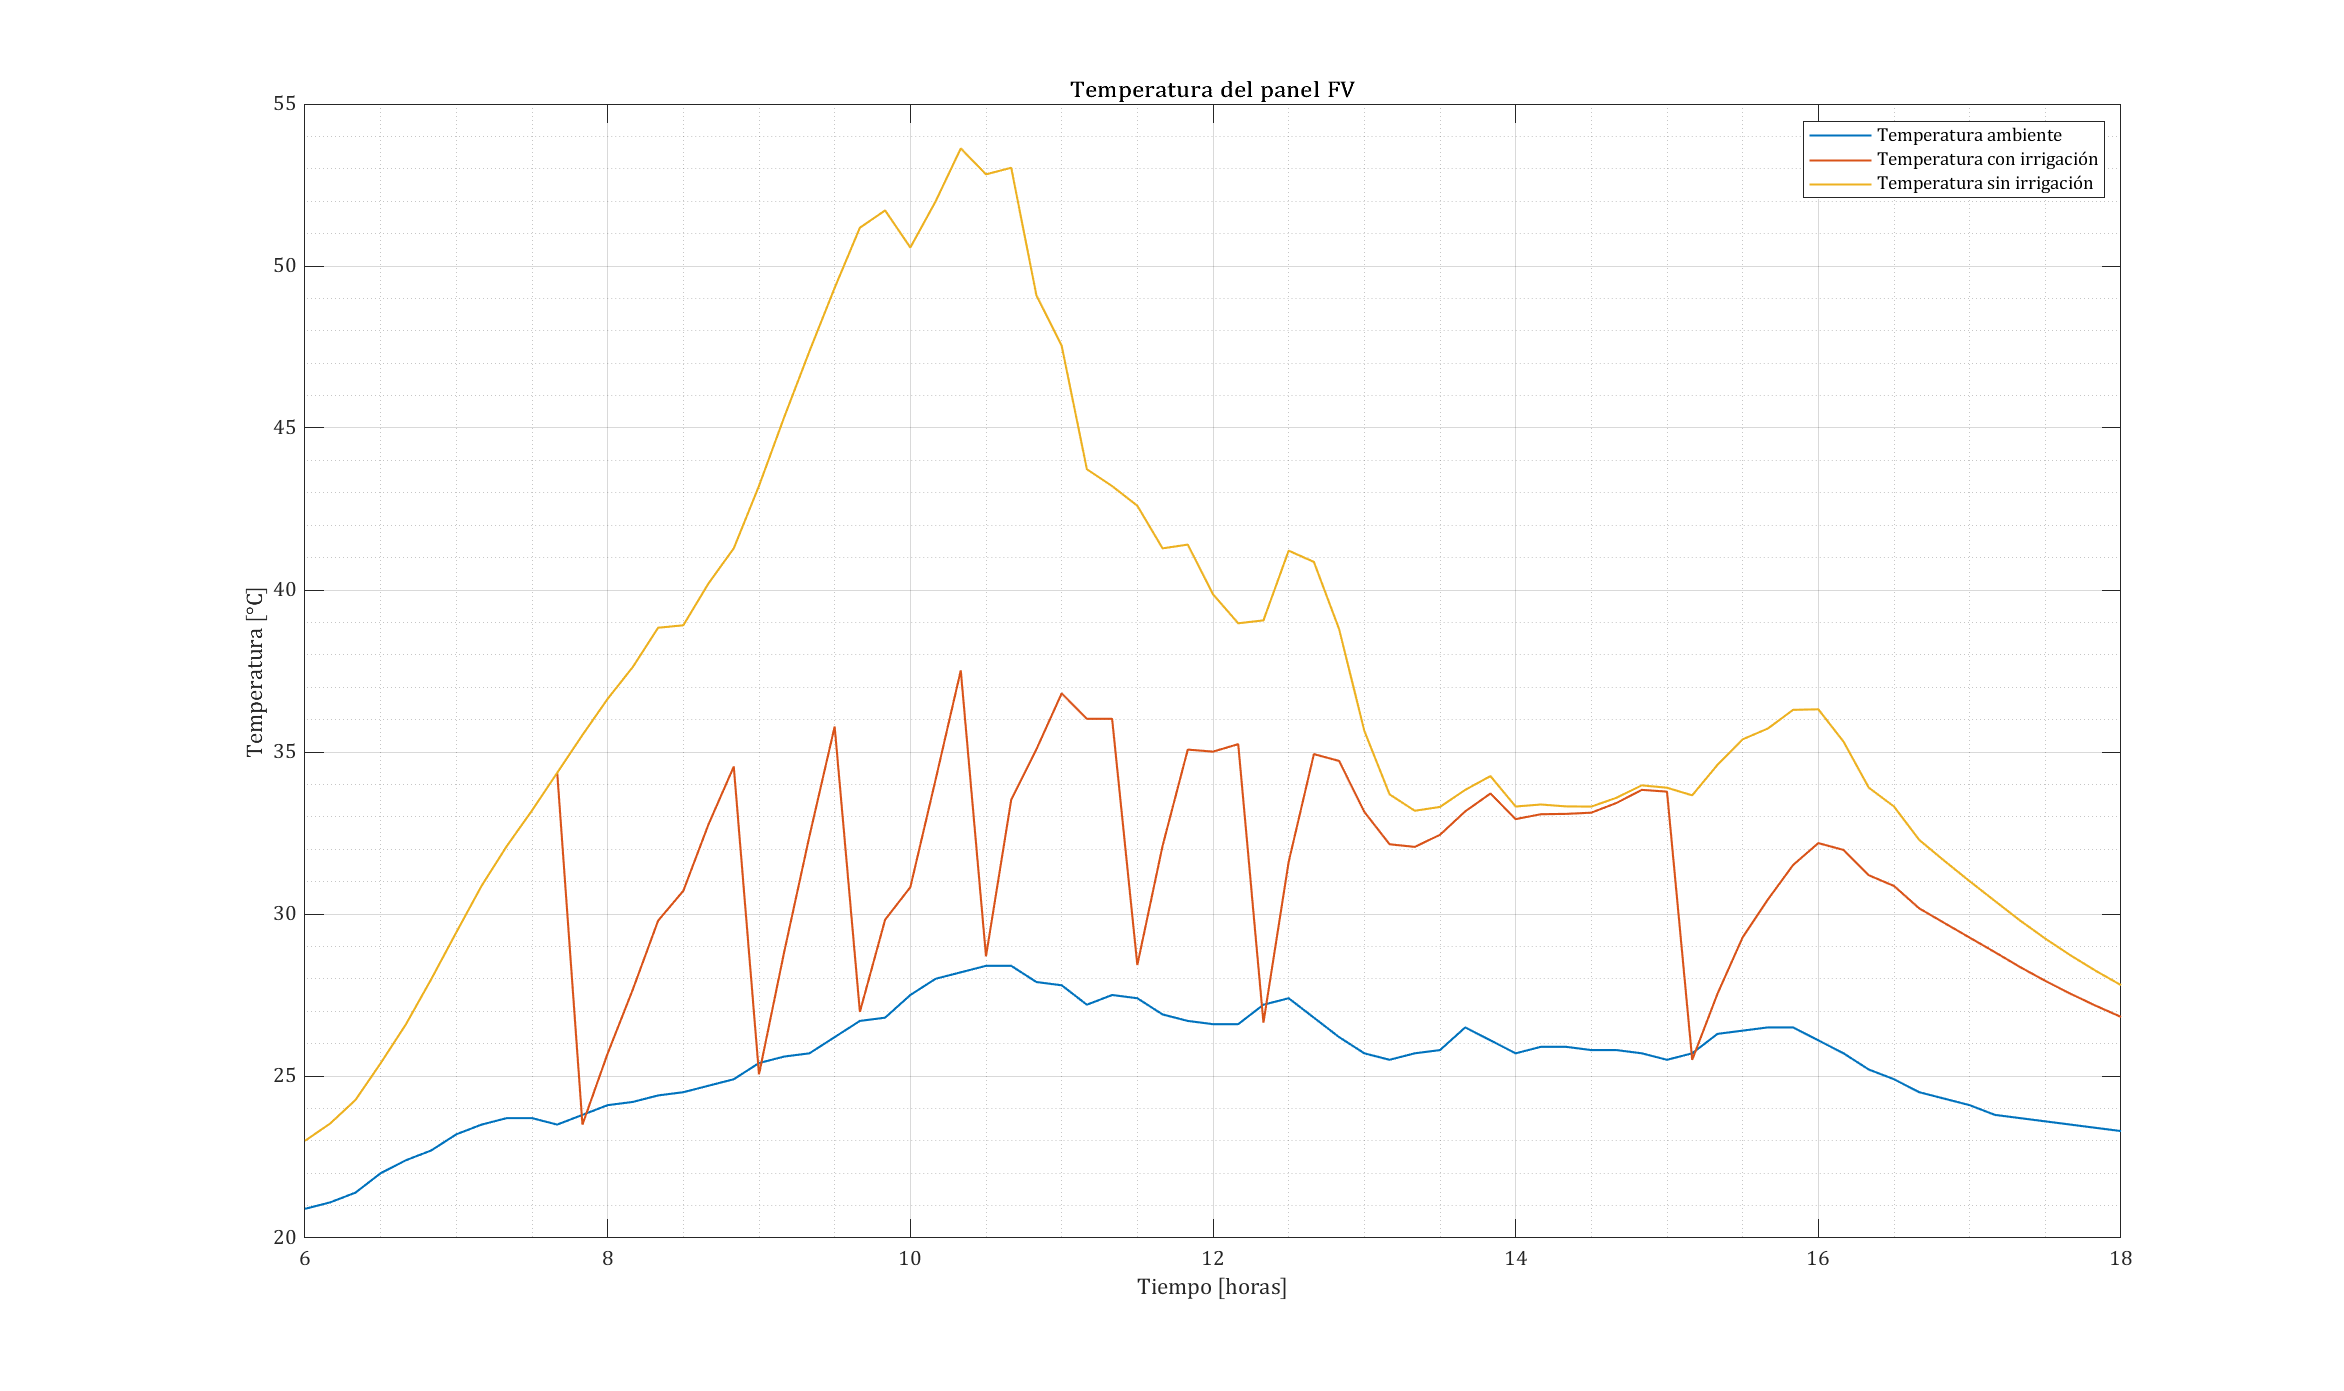 Temperatura del panel FV
55
50
45
40
35
30
25
20
Temperatura [°C]
Temperatura ambiente
Temperatura con irrigación
Temperatura sin irrigación
6 8 10 12 14 16 18
Tiempo [horas]